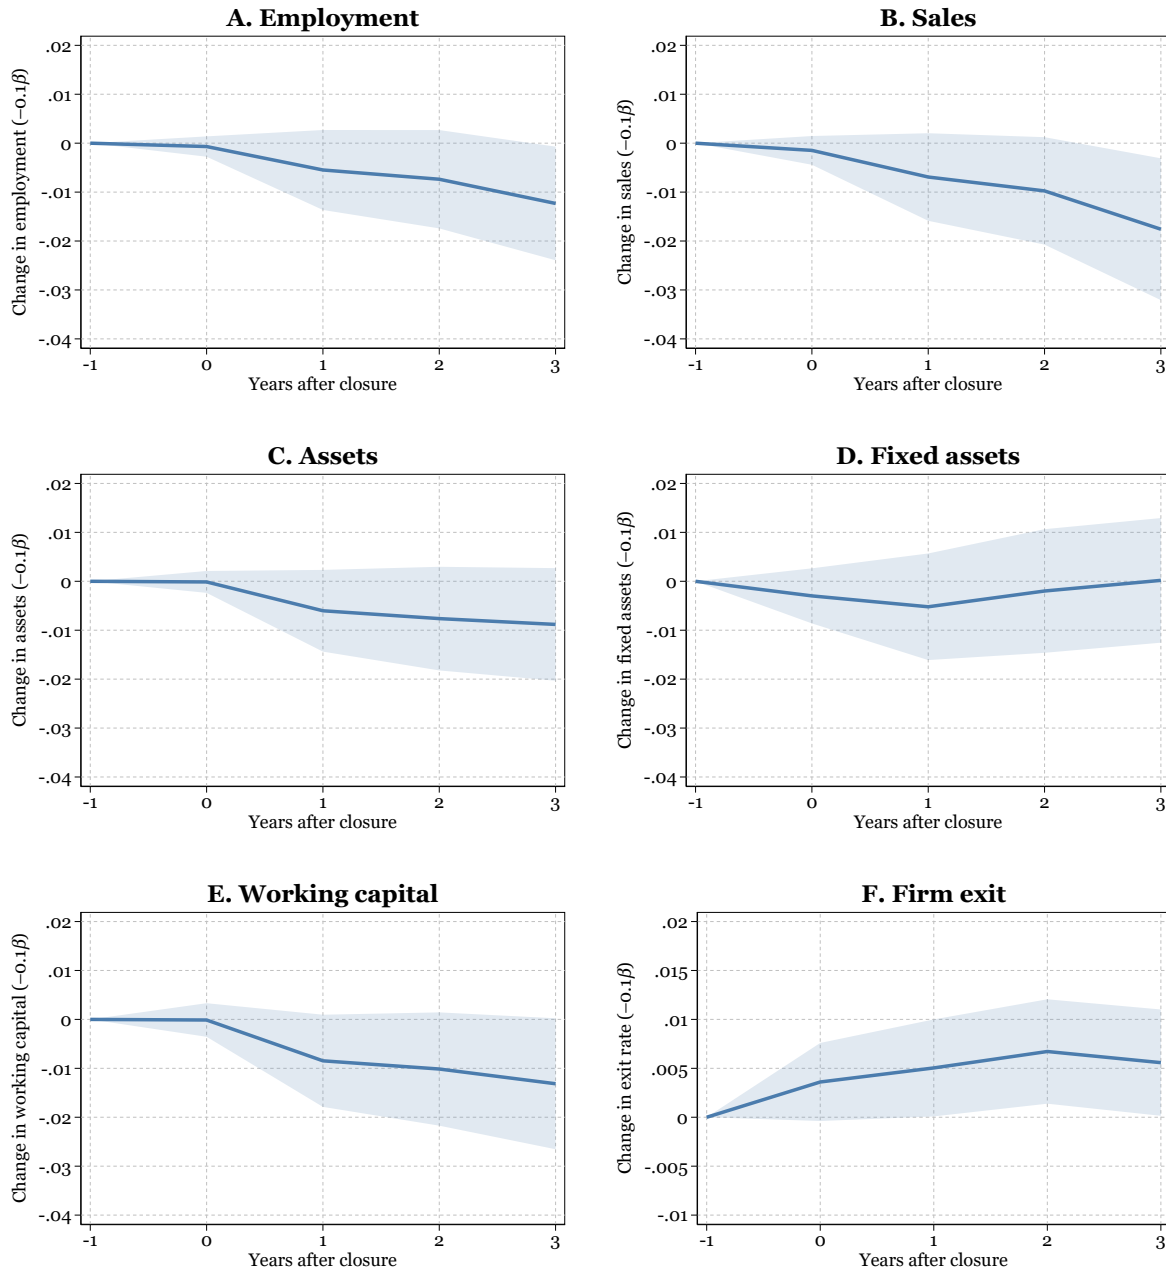 A. Employment
Change in employment (−0.1β)
.02
.01
0
-.01
-.02
-.03
-.04
-1 0 1 2 3
Years after closure
B. Sales
Change in sales (−0.1β)
.02
.01
0
-.01
-.02
-.03
-.04
-1 0 1 2 3
Years after closure
C. Assets
Change in assets (−0.1β)
.02
.01
0
-.01
-.02
-.03
-.04
-1 0 1 2 3
Years after closure
D. Fixed assets
Change in fixed assets (−0.1β)
.02
.01
0
-.01
-.02
-.03
-.04
-1 0 1 2 3
Years after closure
E. Working capital
Change in working capital (−0.1β)
.02
.01
0
-.01
-.02
-.03
-.04
-1 0 1 2 3
Years after closure
F. Firm exit
Change in exit rate (−0.1β)
.02
.015
.01
.005
0
-.005
-.01
-1 0 1 2 3
Years after closure